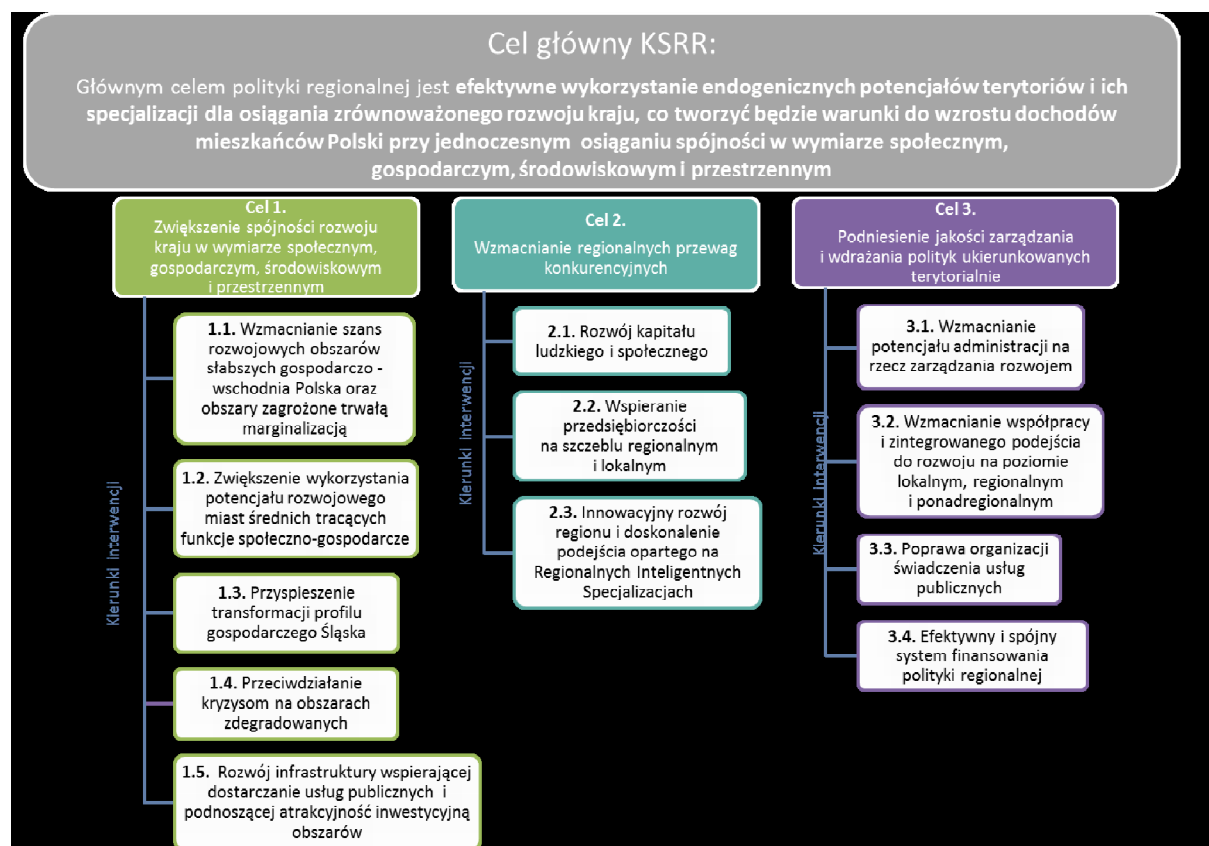 Cel główny KSRR:
Głównym celem polityki regionalnej jest efektywne wykorzystanie endogenicznych potencjałów terytoriów i ich
specjalizacji dla osiągania zrównoważonego rozwoju kraju, co tworzyć będzie warunki do wzrostu dochodów
mieszkańców Polski przy jednoczesnym osiąganiu spójności w wymiarze społecznym,
gospodarczym, środowiskowym i przestrzennym
Cel 1.
Zwiększenie spójności rozwoju
kraju w wymiarze społecznym,
gospodarczym, środowiskowym
i przestrzennym
Kierunki interwencji
1.1. Wzmacnianie szans
rozwojowych obszarów
słabszych gospodarczo -
wschodnia Polska oraz
obszary zagrożone trwałą
marginalizacją
1.2. Zwiększenie wykorzystania
potencjału rozwojowego
miast średnich tracących
funkcje społeczno-gospodarcze
1.3. Przyspieszenie
transformacji profilu
gospodarczego Śląska
1.4. Przeciwdziałanie
kryzysom na obszarach
zdegradowanych
1.5. Rozwój infrastruktury wspierającej
dostarczanie usług publicznych i
podnoszącej atrakcyjność inwestycyjną
obszarów
Cel 2.
Wzmacnianie regionalnych przewag
konkurencyjnych
Kierunki interwencji
2.1. Rozwój kapitału
ludzkiego i społecznego
2.2. Wspieranie
przedsiębiorczości
na szczeblu regionalnym
i lokalnym
2.3. Innowacyjny rozwój
regionu i doskonalenie
podejścia opartego na
Regionalnych Inteligentnych
Specjalizacjach
Cel 3.
Podniesienie jakości zarządzania
i wdrażania polityk ukierunkowanych
terytorialnie
Kierunki interwencji
3.1. Wzmacnianie
potencjału administracji na
rzecz zarządzania rozwojem
3.2. Wzmacnianie współpracy
i zintegrowanego podejścia
do rozwoju na poziomie
lokalnym, regionalnym
i ponadregionalnym
3.3. Poprawa organizacji
świadczenia usług
publicznych
3.4. Efektywny i spójny
system finansowania
polityki regionalnej